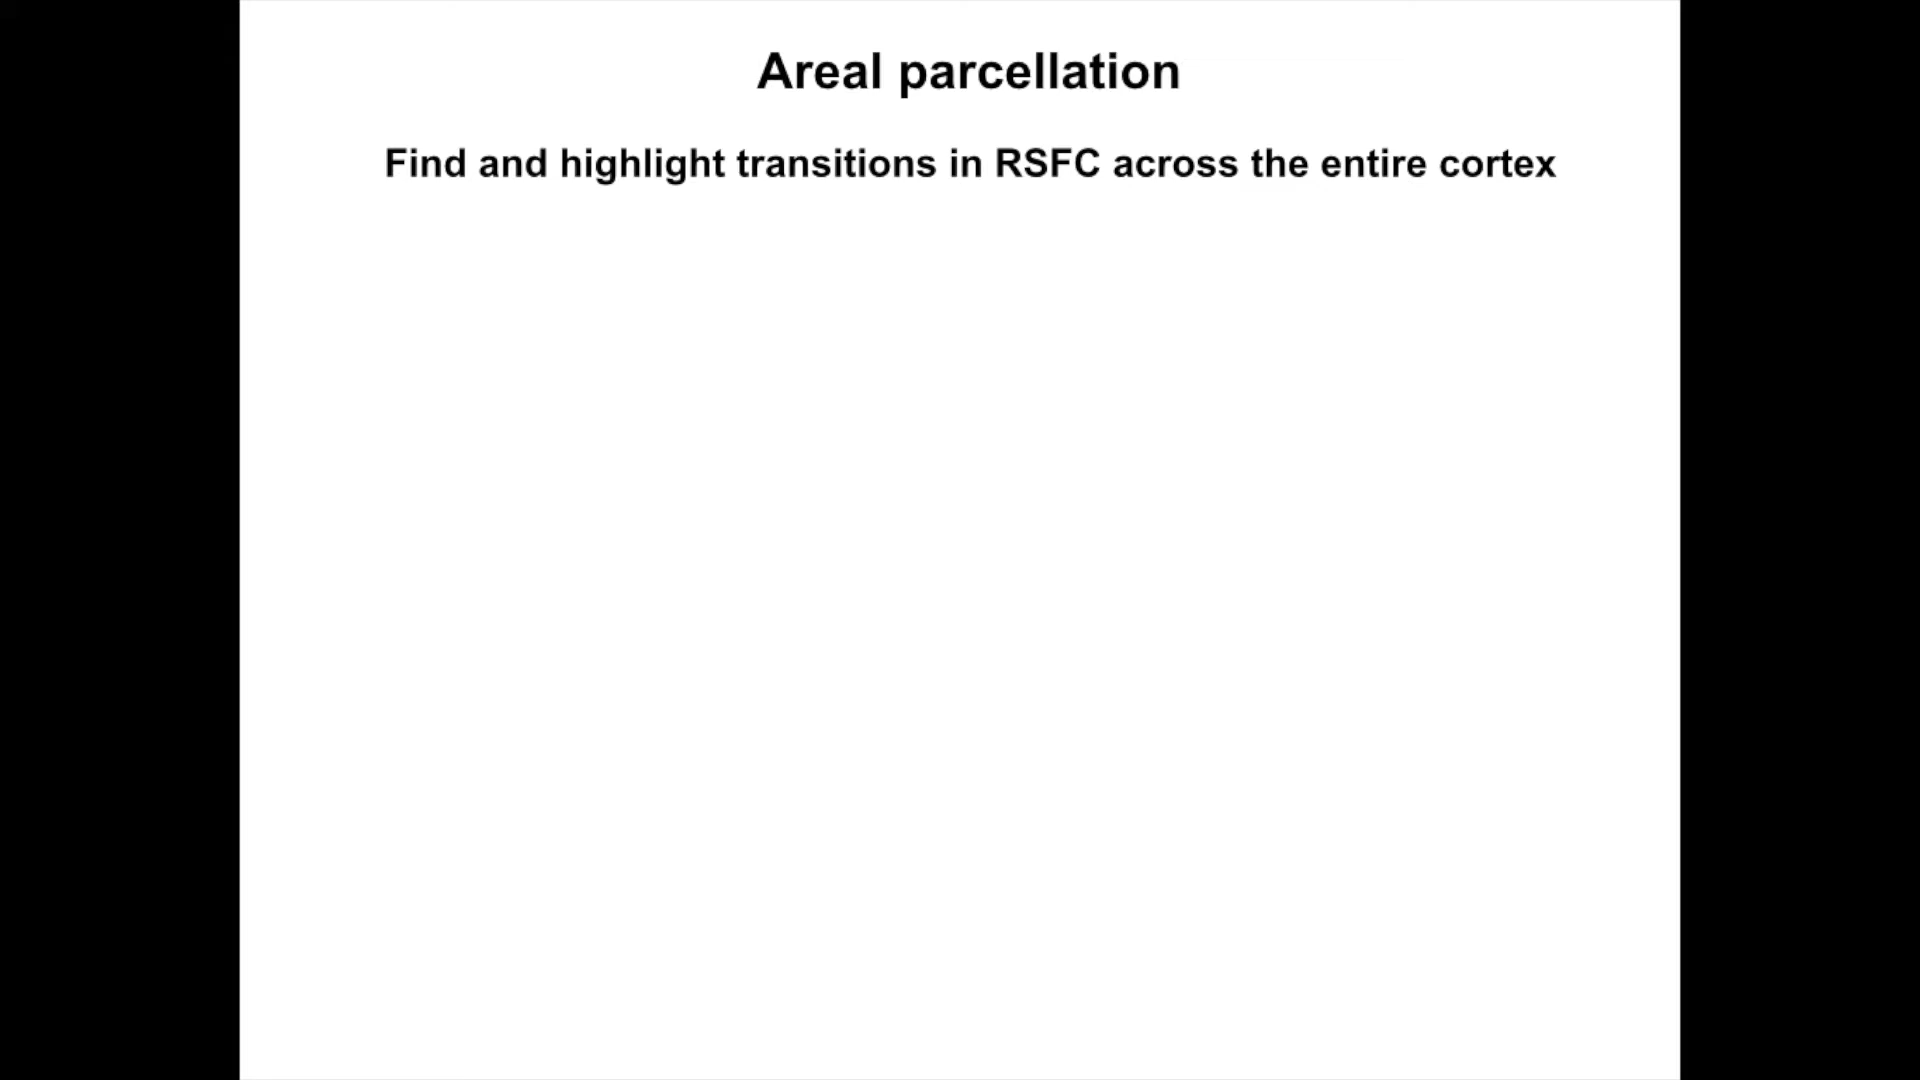 Areal parcellation
Find and highlight transitions in RSFC across the entire cortex